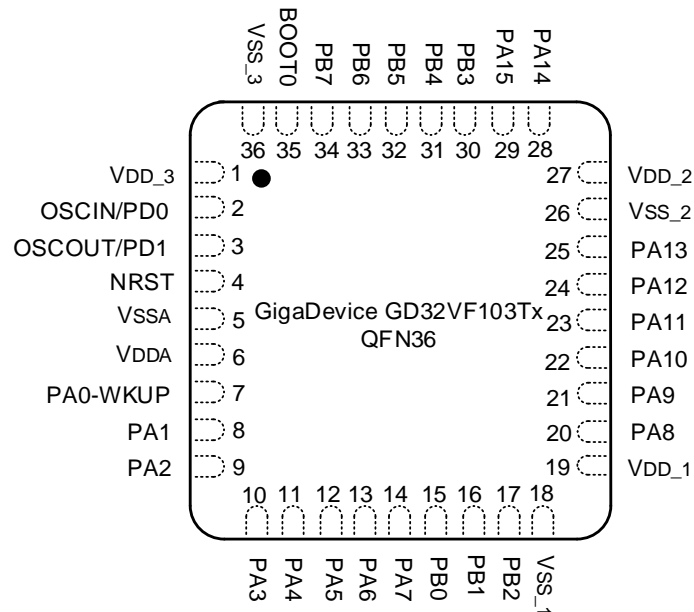 VSS_3
BOOT0
PB7
PB6
PB5
PB4
PB3
PA15
PA14
36 35 34 33 32 31 30 29 28
VDD_3 1
OSCIN/PD0 2
OSCOUT/PD1 3
NRST 4
VSSA 5
VDDA 6
PA0-WKUP 7
PA1 8
PA2 9
GigaDevice GD32VF103Tx
QFN36
27 VDD_2
26 VSS_2
25 PA13
24 PA12
23 PA11
22 PA10
21 PA9
20 PA8
19 VDD_1
10 11 12 13 14 15 16 17 18
PA3
PA4
PA5
PA6
PA7
PB0
PB1
PB2
VSS_1